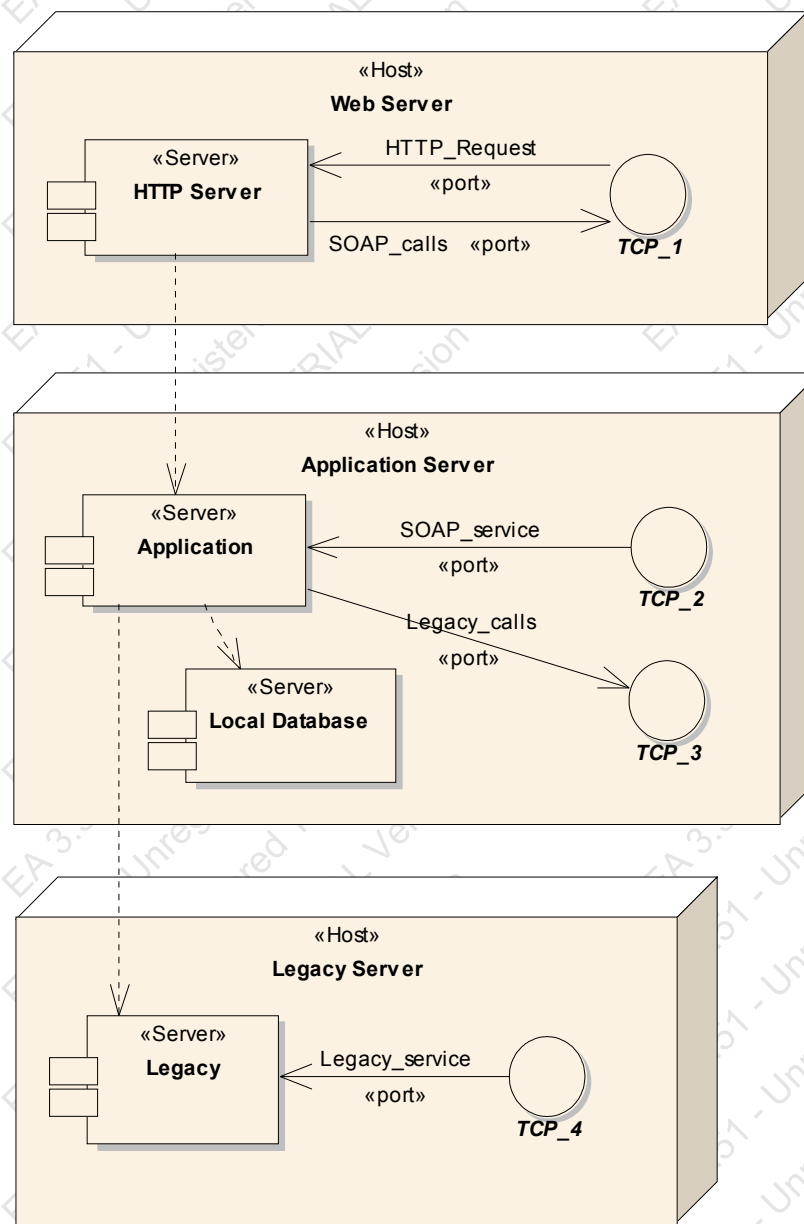 «Host»
Web Server
«Server»
HTTP Server
HTTP_Request
«port»
SOAP_calls «port»
TCP_1
«Host»
Application Server
«Server»
Application
SOAP_service
«port»
TCP_2
Legacy_calls
«port»
TCP_3
«Server»
Local Database
«Host»
Legacy Server
«Server»
Legacy
Legacy_service
«port»
TCP_4